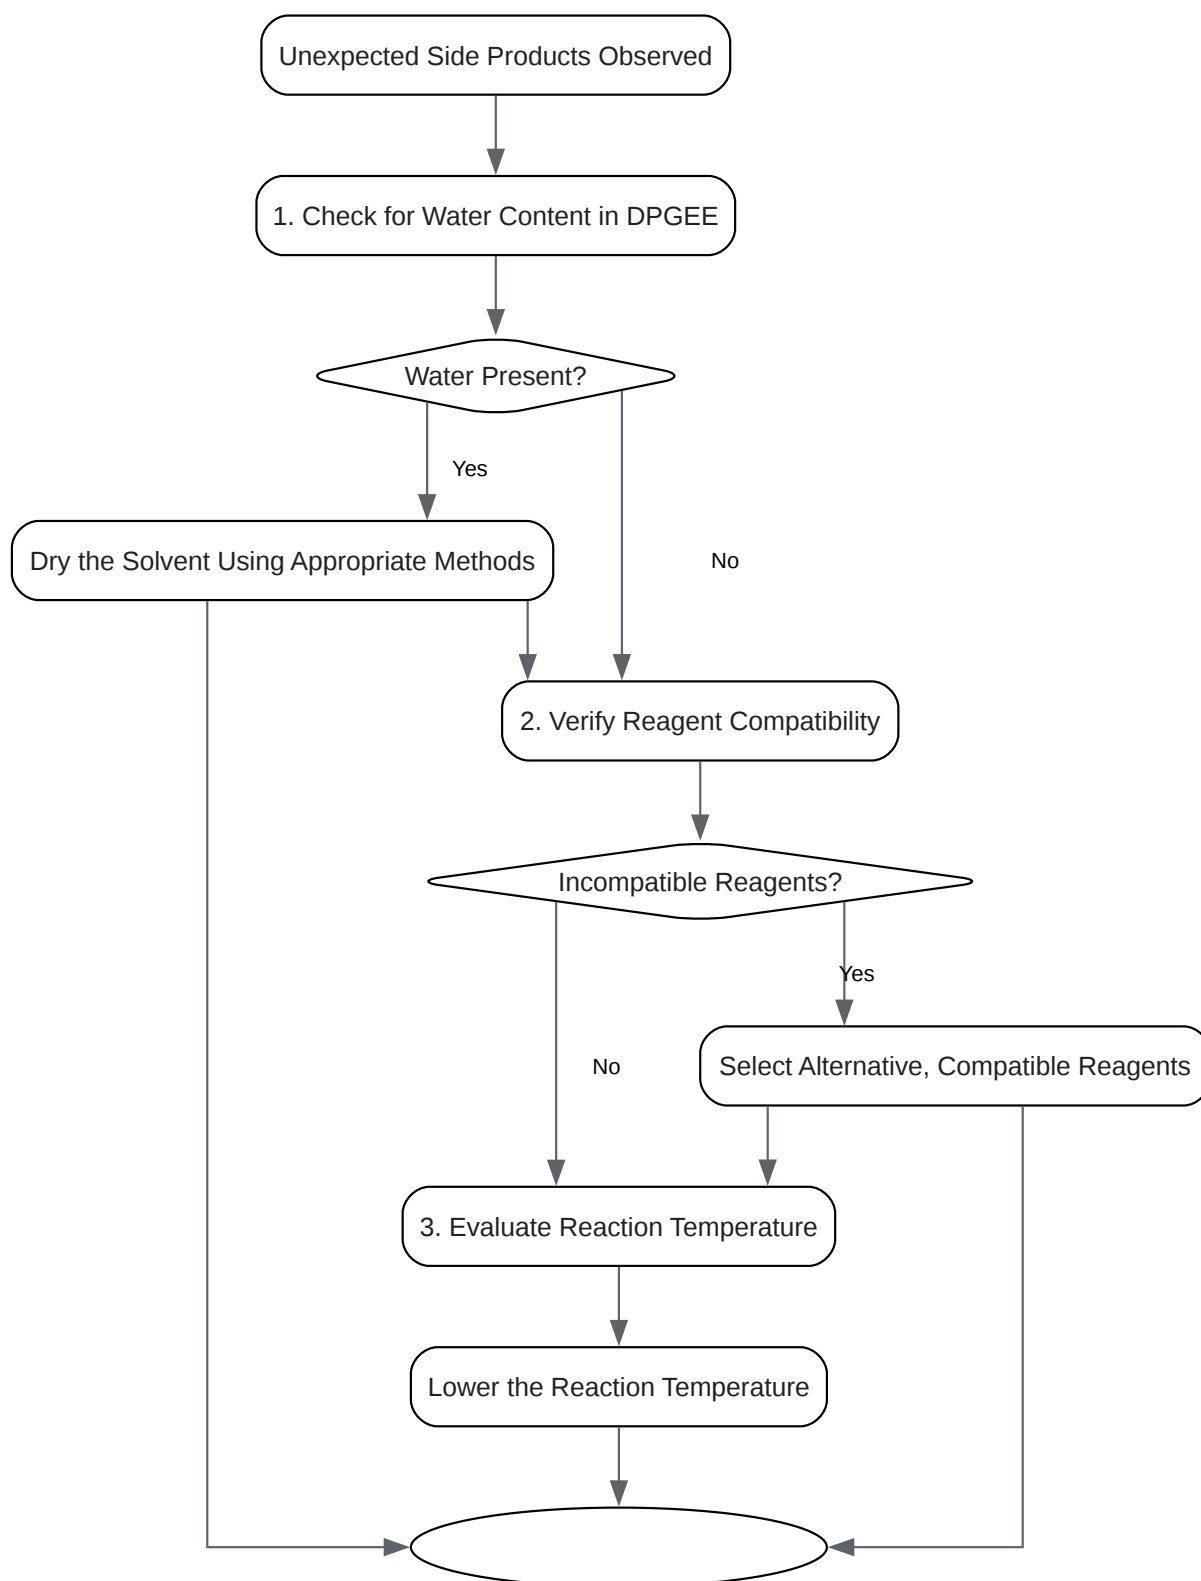 Unexpected Side Products Observed
1. Check for Water Content in DPGEE
Water Present?
Yes
Dry the Solvent Using Appropriate Methods
No
2. Verify Reagent Compatibility
Incompatible Reagents?
Yes
No
Select Alternative, Compatible Reagents
3. Evaluate Reaction Temperature
Lower the Reaction Temperature